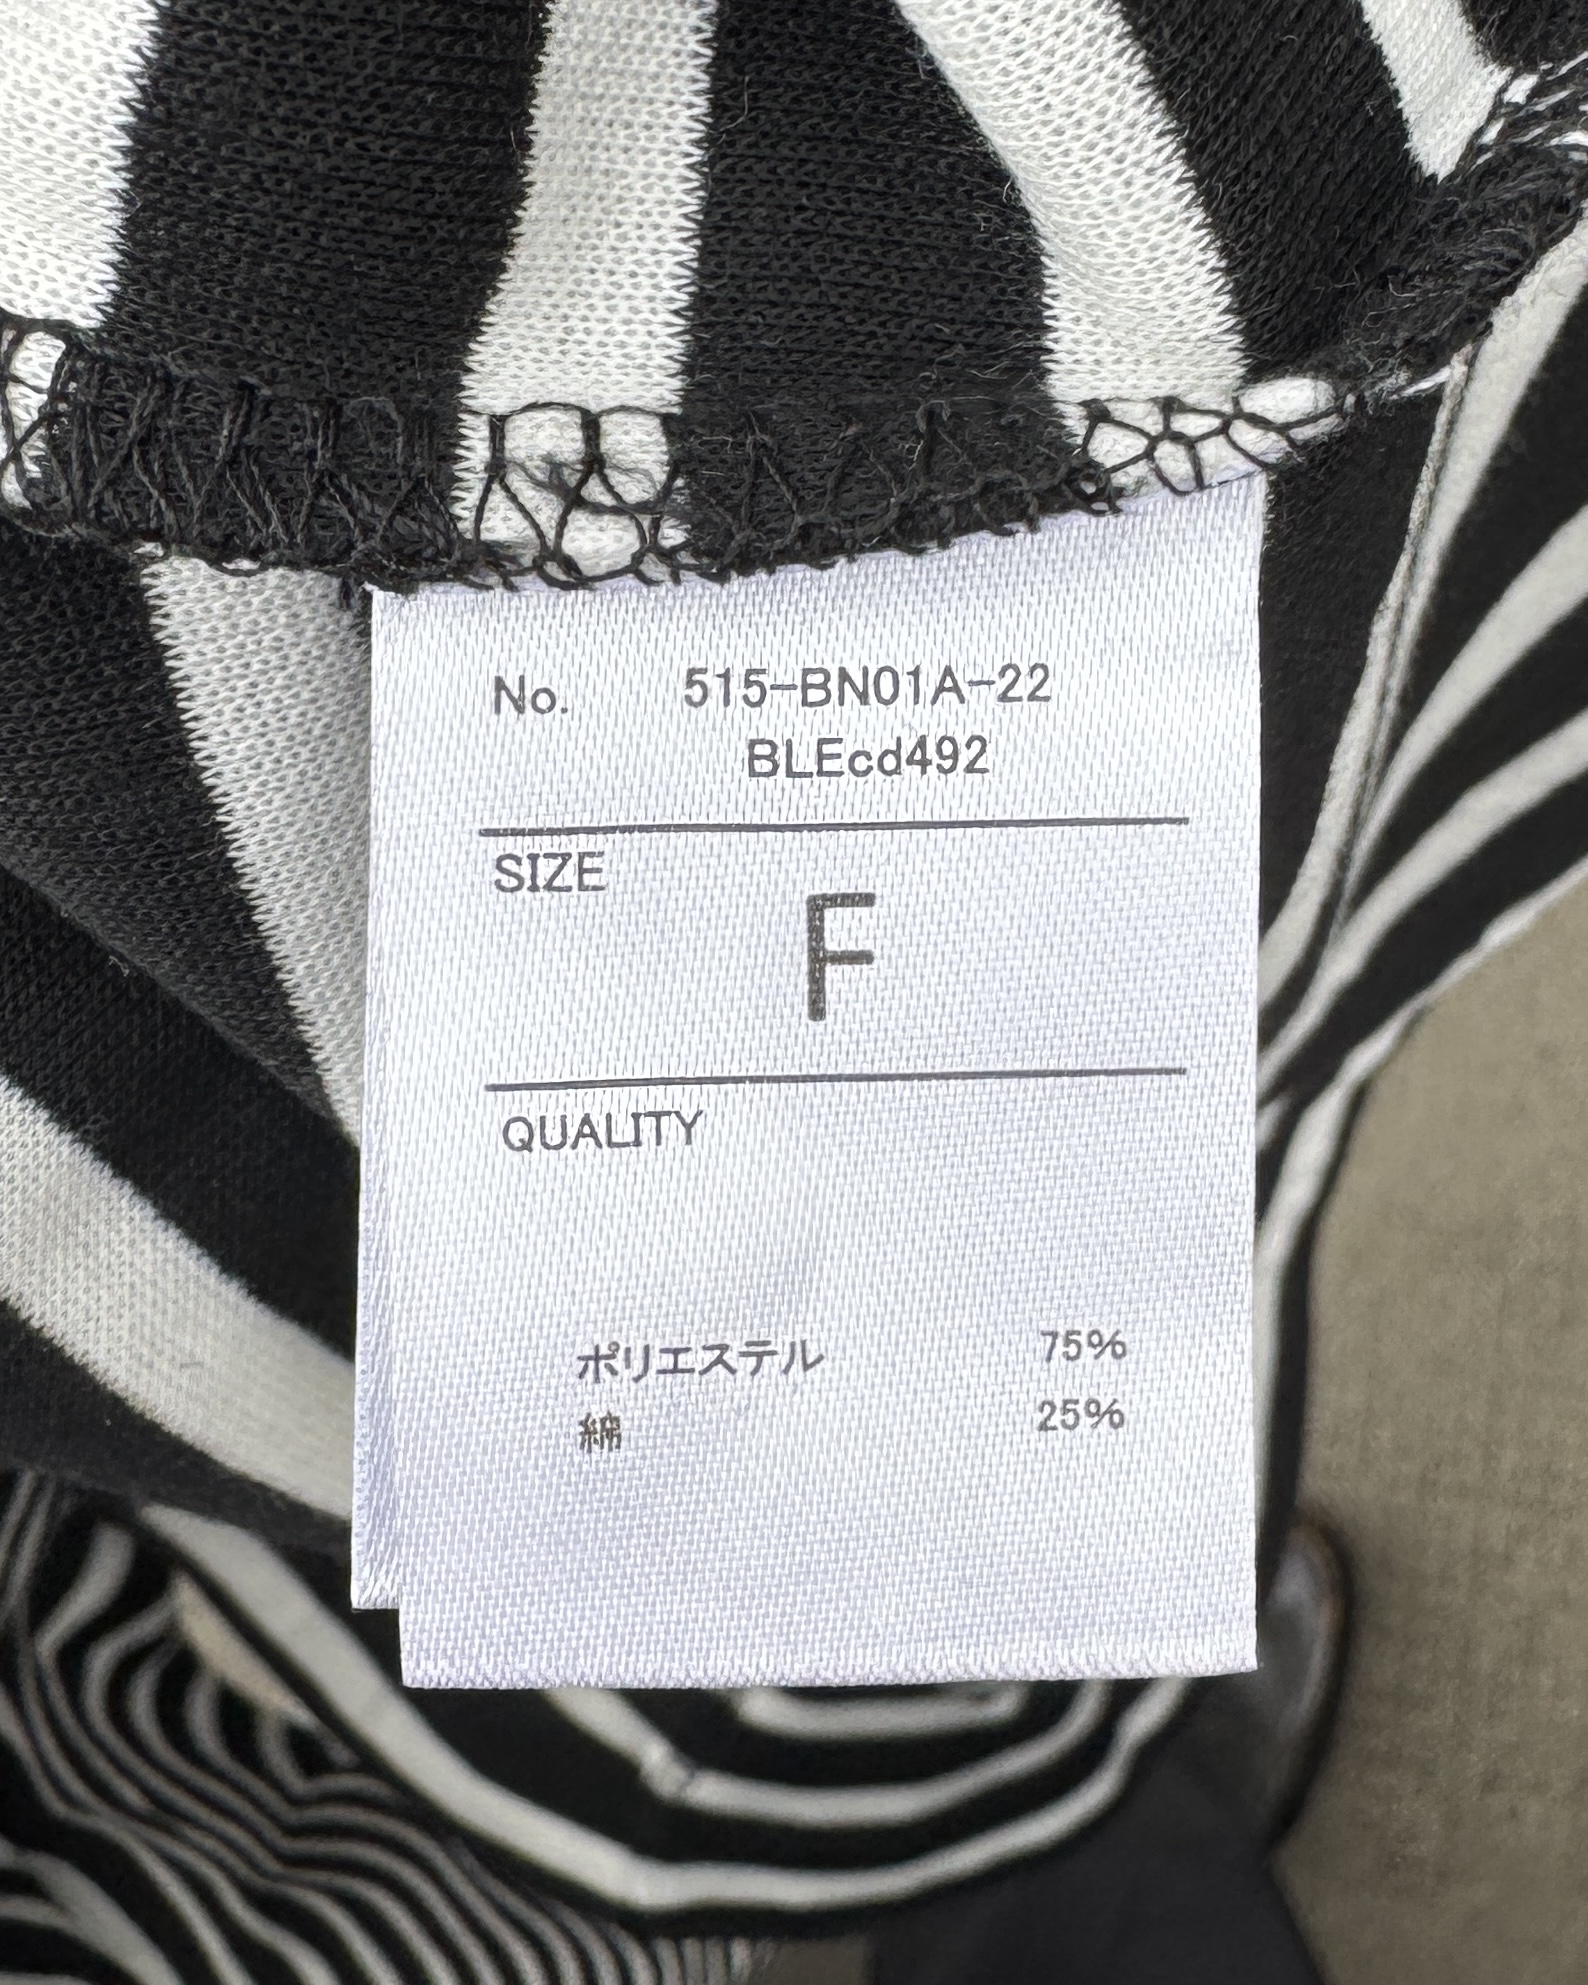 No. 515-BN01A-22
BLEcd492
SIZE
F
QUALITY
ポリエステル 75%
綿 25%